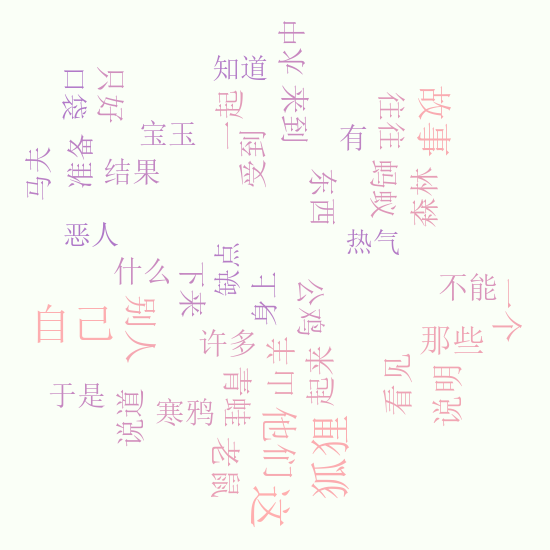 水中
知道
来到
口袋
只好
一起
往往
故事
宝玉
有
受到
准备
结果
马夫
蚂蚁
森林
东西
恶人
热气
缺点
什么
下来
身上
公鸡
不能
一个
自己
别人
许多
那些
羊叫
起来
看见
说明
青蛙
于是
说道
寒鸦
他们
狐狸
老鼠
这